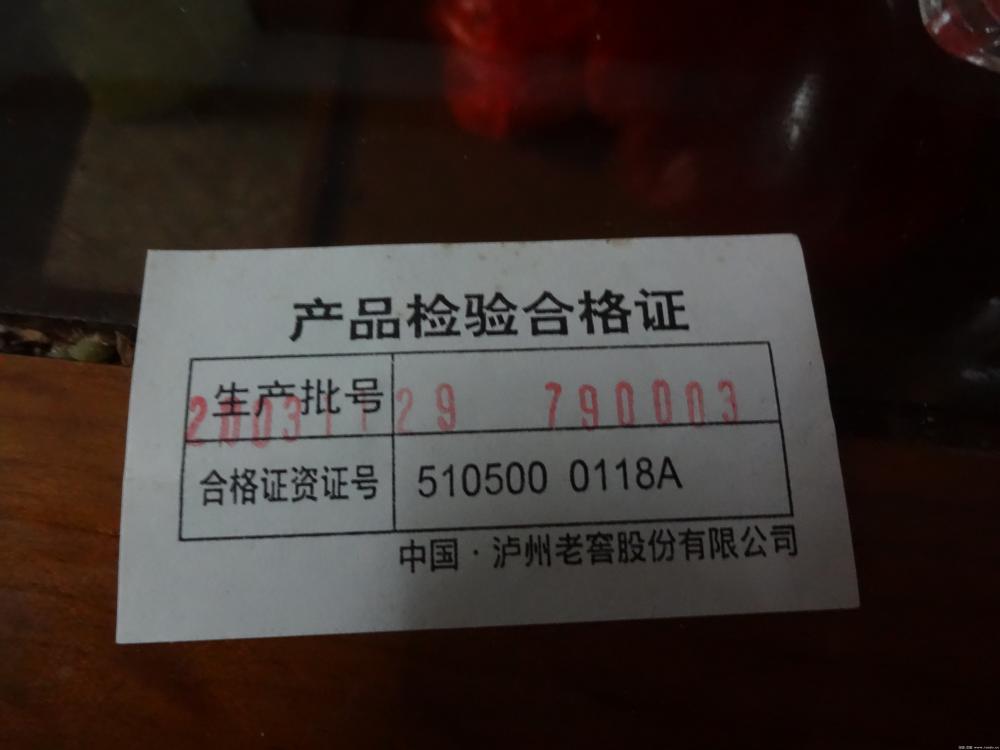 产品检验合格证
生产批号 20031129 790003
合格证资证号 510500 0118A
中国·泸州老窖股份有限公司